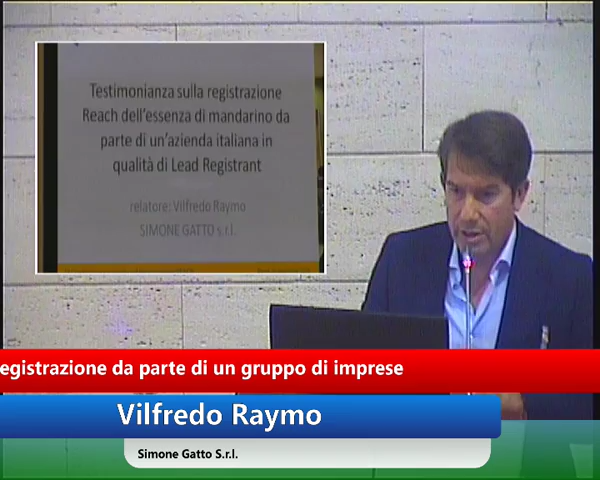 Testimonianza sulla registrazione
Reach dell'essenza di mandarino da
parte di un'azienda italiana in
qualità di Lead Registrant
relatore: Vilfredo Raymo
SIMONE GATTO s.r.l.
egistrazione da parte di un gruppo di imprese
Vilfredo Raymo
Simone Gatto S.r.l.